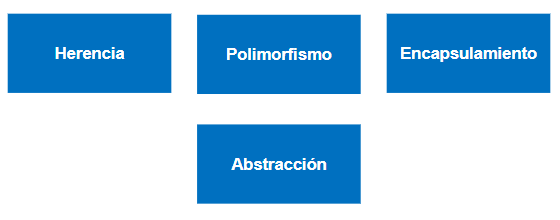 Herencia
Polimorfismo
Encapsulamiento
Abstracción